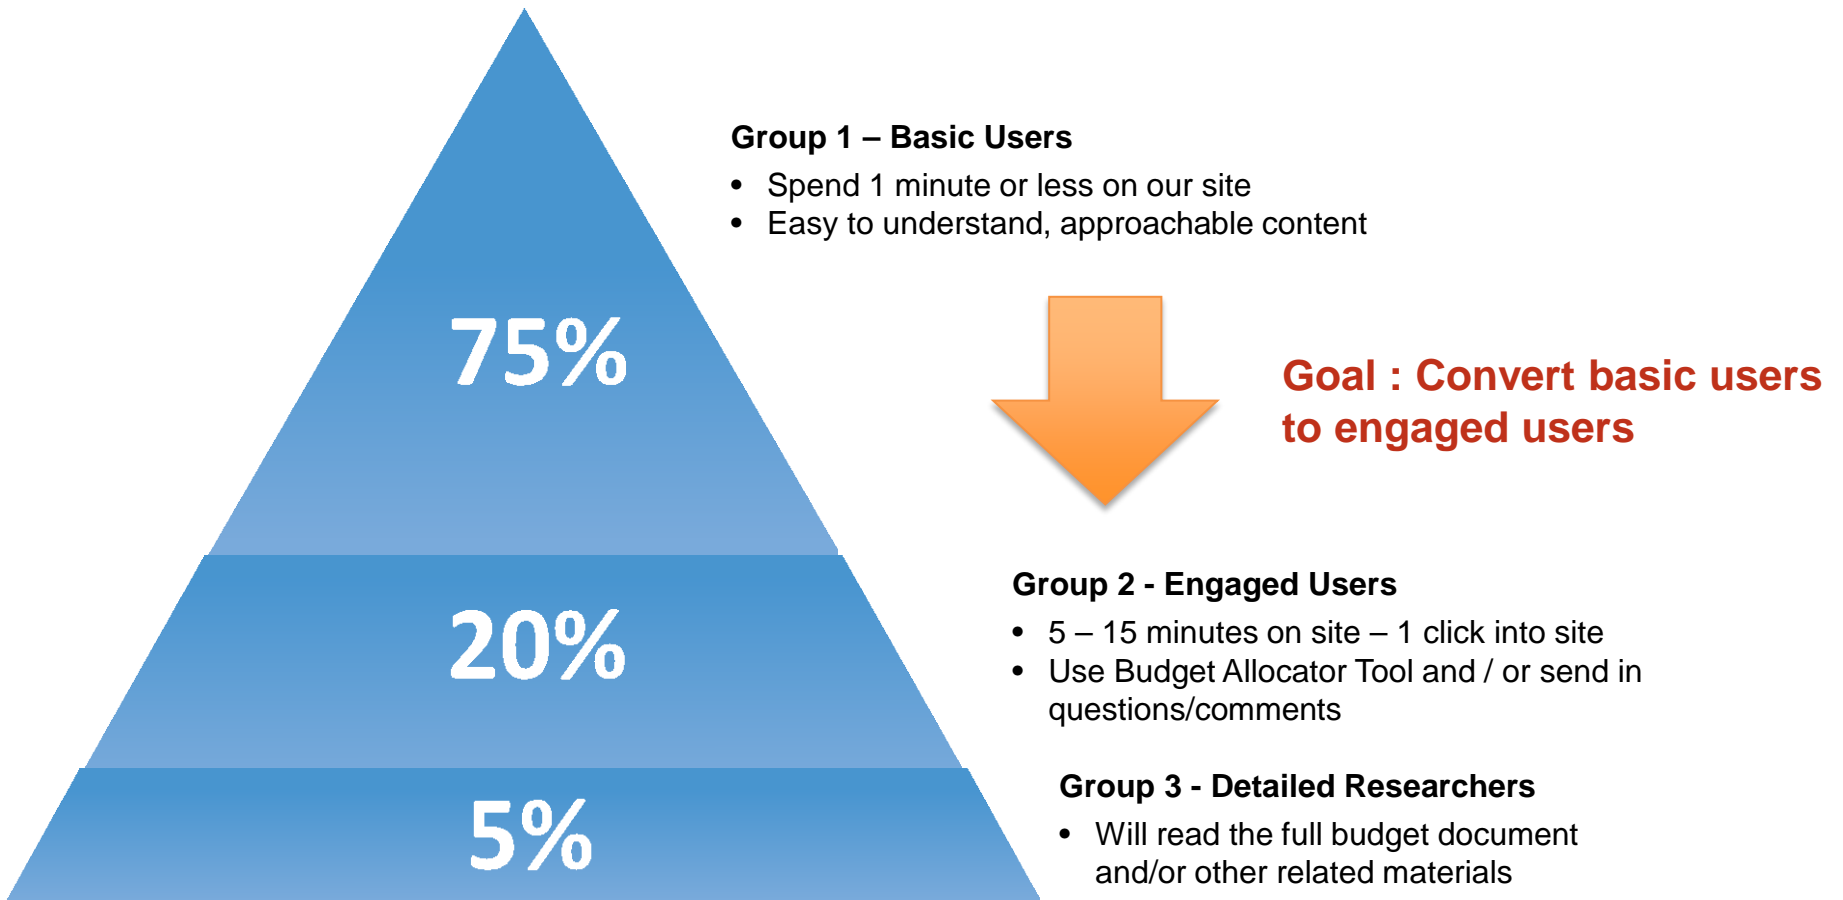 Group 1 – Basic Users
• Spend 1 minute or less on our site
• Easy to understand, approachable content
75%
Goal : Convert basic users
to engaged users
Group 2 - Engaged Users
• 5 – 15 minutes on site – 1 click into site
• Use Budget Allocator Tool and / or send in
questions/comments
20%
Group 3 - Detailed Researchers
• Will read the full budget document
and/or other related materials
5%